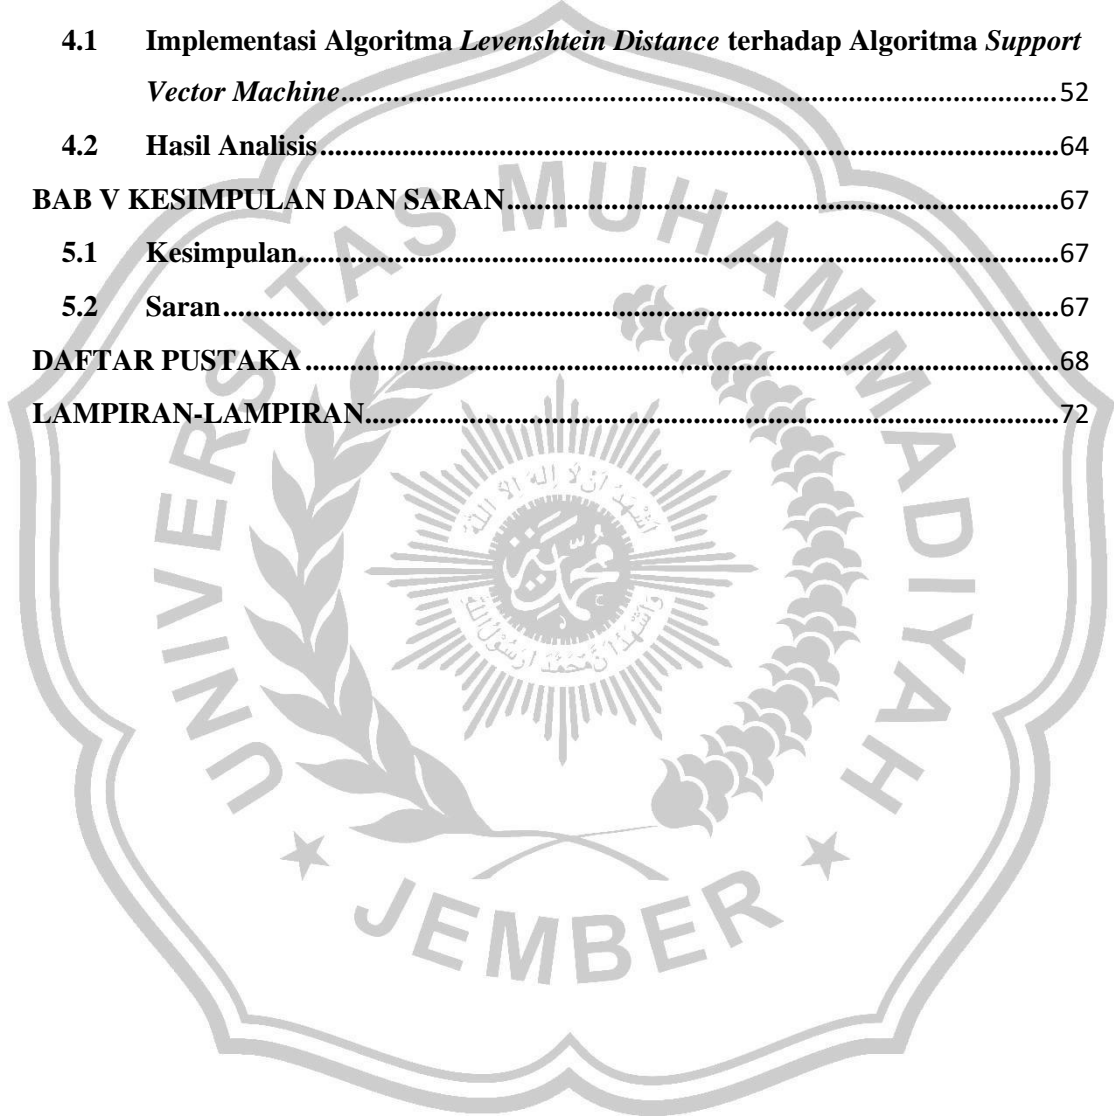 4.1 Implementasi Algoritma Levenshtein Distance terhadap Algoritma Support
Vector Machine ........ 52
4.2 Hasil Analisis ........ 64
BAB V KESIMPULAN DAN SARAN ........ 67
5.1 Kesimpulan ........ 67
5.2 Saran ........ 67
DAFTAR PUSTAKA ........ 68
LAMPIRAN-LAMPIRAN ........ 72
UNIVERSITAS MUHAMMADIYAH
JEMBER